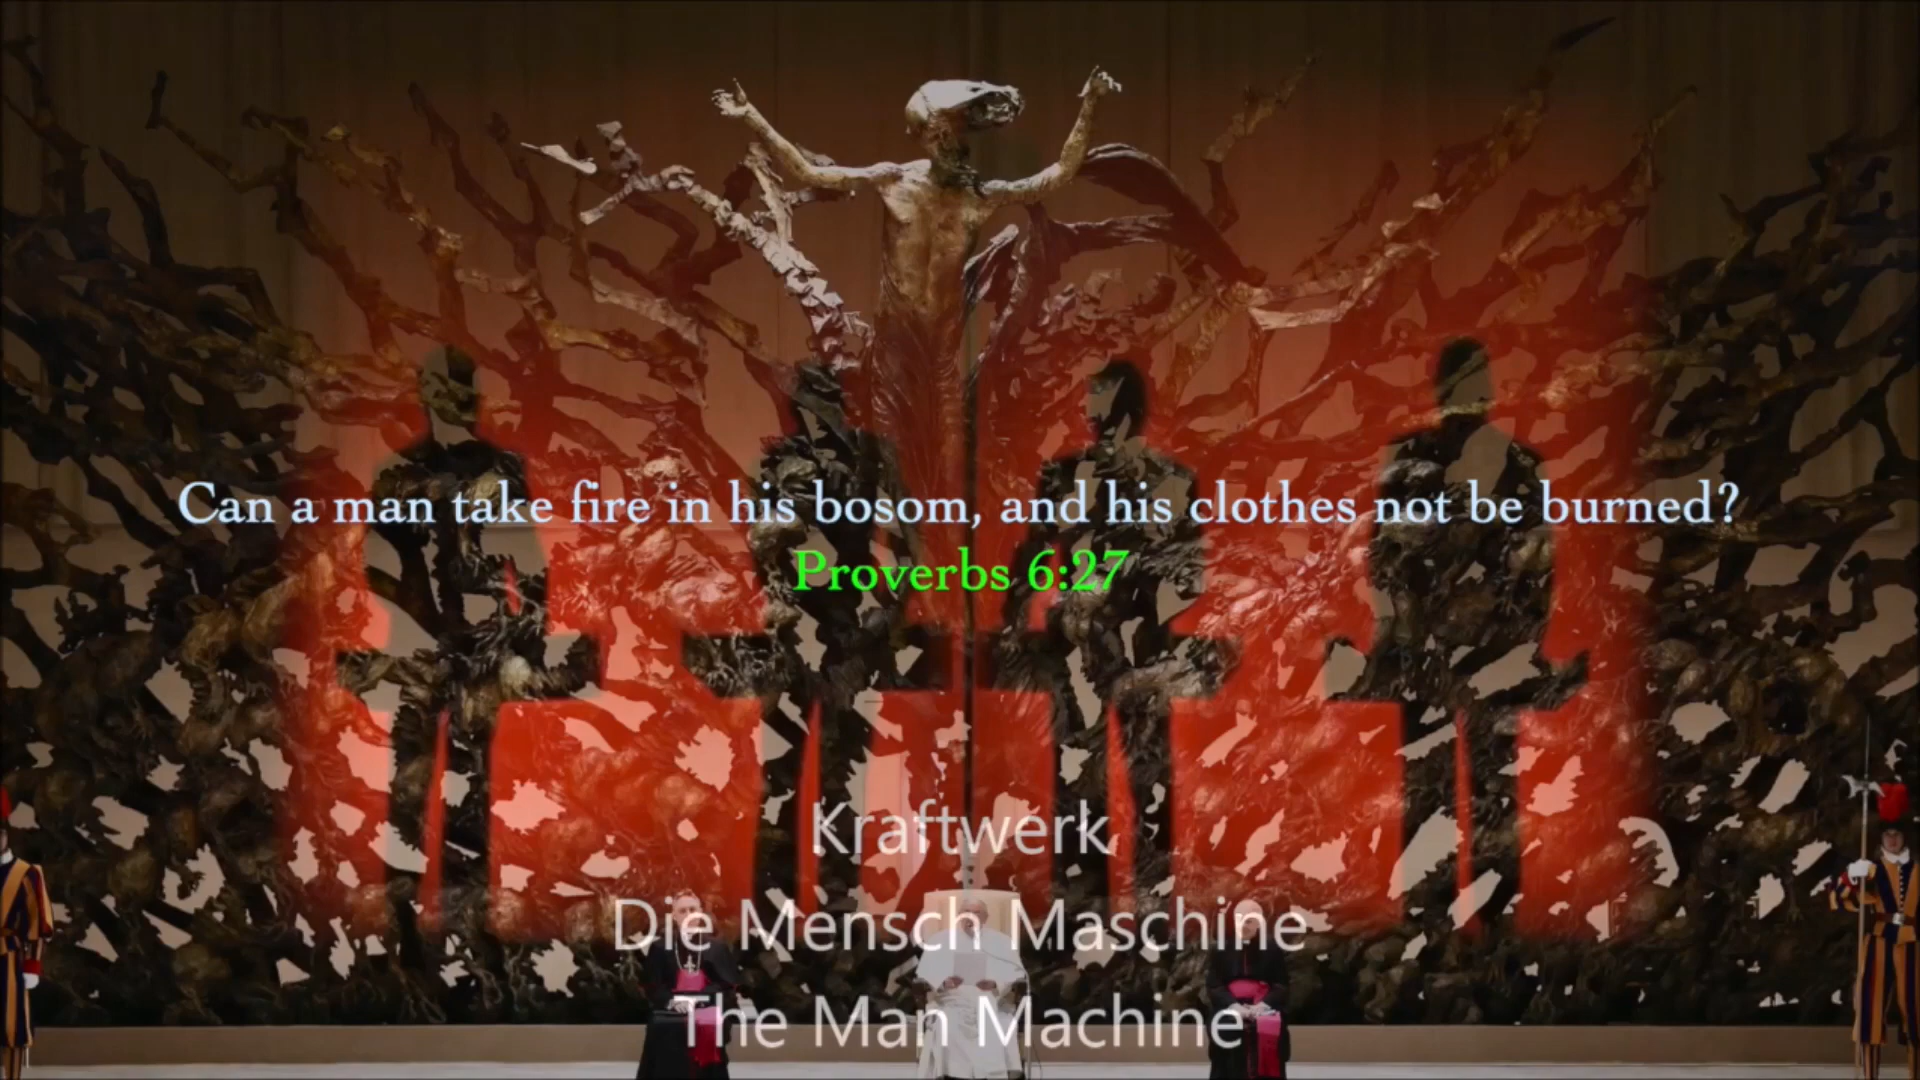 Can a man take fire in his bosom, and his clothes not be burned?
Proverbs 6:27
Kraftwerk
Die Mensch Maschine
The Man Machine